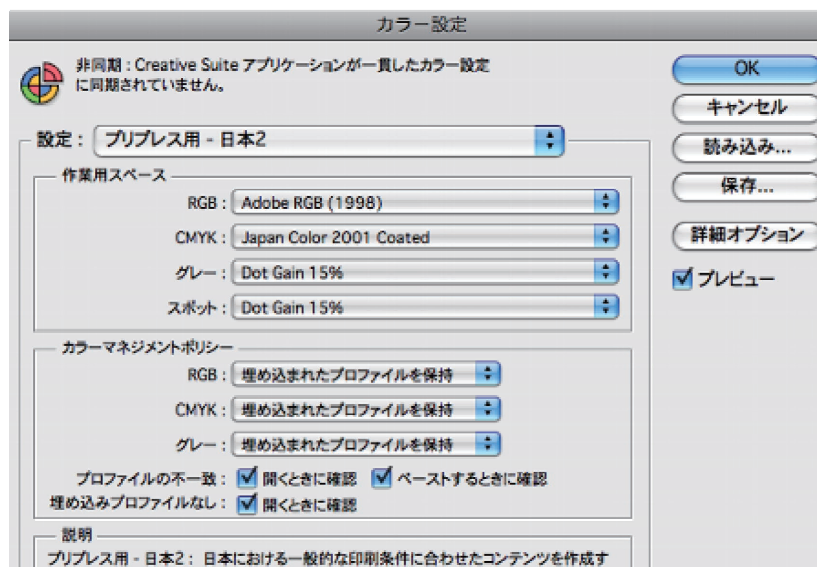 カラー設定
非同期 : Creative Suite アプリケーションが一貫したカラー設定
に同期されていません。
OK
キャンセル
読み込み...
保存...
詳細オプション
プレビュー
設定 : プリプレス用 - 日本2
作業用スペース
RGB : Adobe RGB (1998)
CMYK : Japan Color 2001 Coated
グレー : Dot Gain 15%
スポット : Dot Gain 15%
カラーマネジメントポリシー
RGB : 埋め込まれたプロファイルを保持
CMYK : 埋め込まれたプロファイルを保持
グレー : 埋め込まれたプロファイルを保持
プロファイルの不一致 : 開くときに確認 ペーストするときに確認
埋め込みプロファイルなし : 開くときに確認
説明
プリプレス用 - 日本2 : 日本における一般的な印刷条件に合わせたコンテンツを作成す